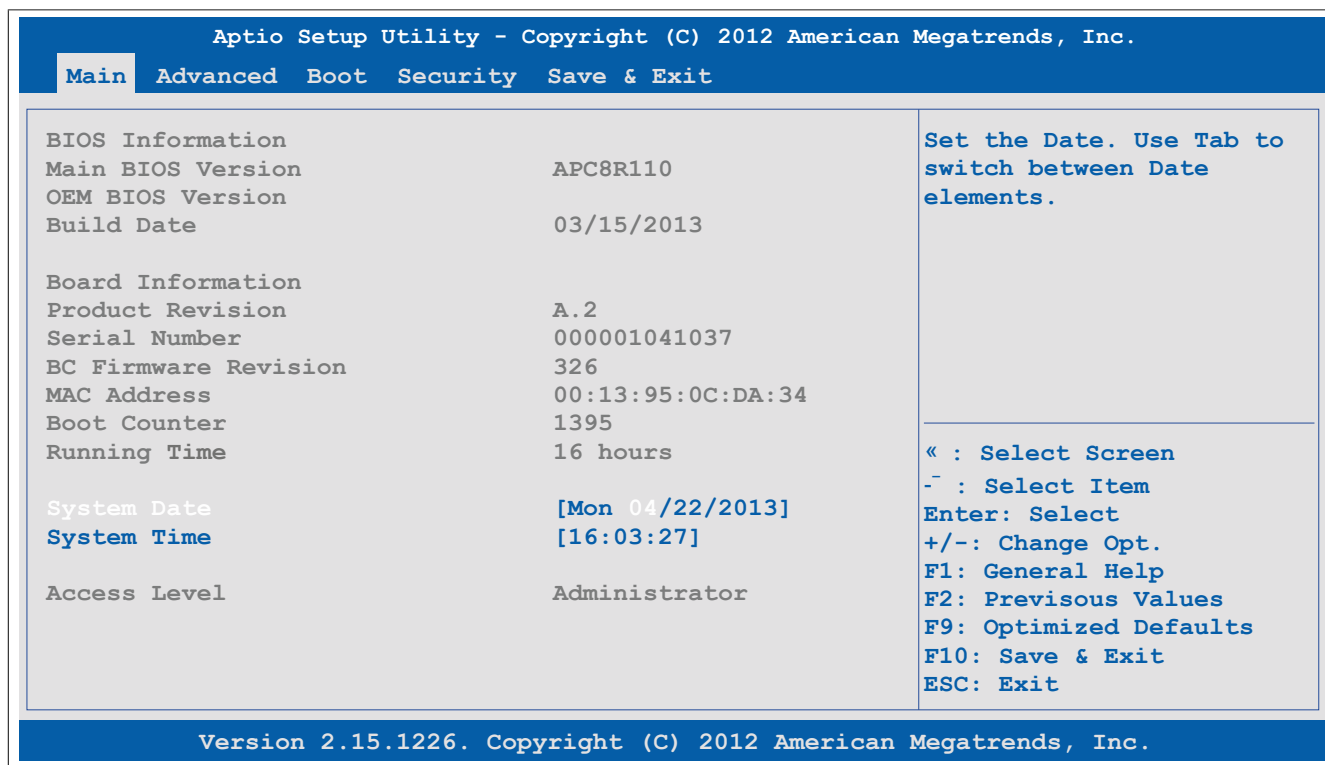 Aptio Setup Utility - Copyright (C) 2012 American Megatrends, Inc.
Main Advanced Boot Security Save & Exit
BIOS Information
Main BIOS Version APC8R110
OEM BIOS Version
Build Date 03/15/2013
Board Information
Product Revision A.2
Serial Number 000001041037
BC Firmware Revision 326
MAC Address 00:13:95:0C:DA:34
Boot Counter 1395
Running Time 16 hours
System Date [Mon 04/22/2013]
System Time [16:03:27]
Access Level Administrator
Set the Date. Use Tab to
switch between Date
elements.
« : Select Screen
-¯ : Select Item
Enter: Select
+/-: Change Opt.
F1: General Help
F2: Previsous Values
F9: Optimized Defaults
F10: Save & Exit
ESC: Exit
Version 2.15.1226. Copyright (C) 2012 American Megatrends, Inc.